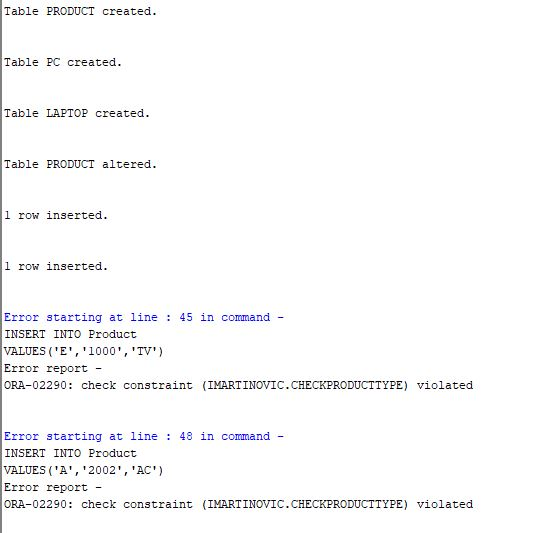 Table PRODUCT created.
Table PC created.
Table LAPTOP created.
Table PRODUCT altered.
1 row inserted.
1 row inserted.
Error starting at line : 45 in command -
INSERT INTO Product
VALUES('E','1000','TV')
Error report -
ORA-02290: check constraint (IMARTINOVIC.CHECKPRODUCTTYPE) violated
Error starting at line : 48 in command -
INSERT INTO Product
VALUES('A','2002','AC')
Error report -
ORA-02290: check constraint (IMARTINOVIC.CHECKPRODUCTTYPE) violated